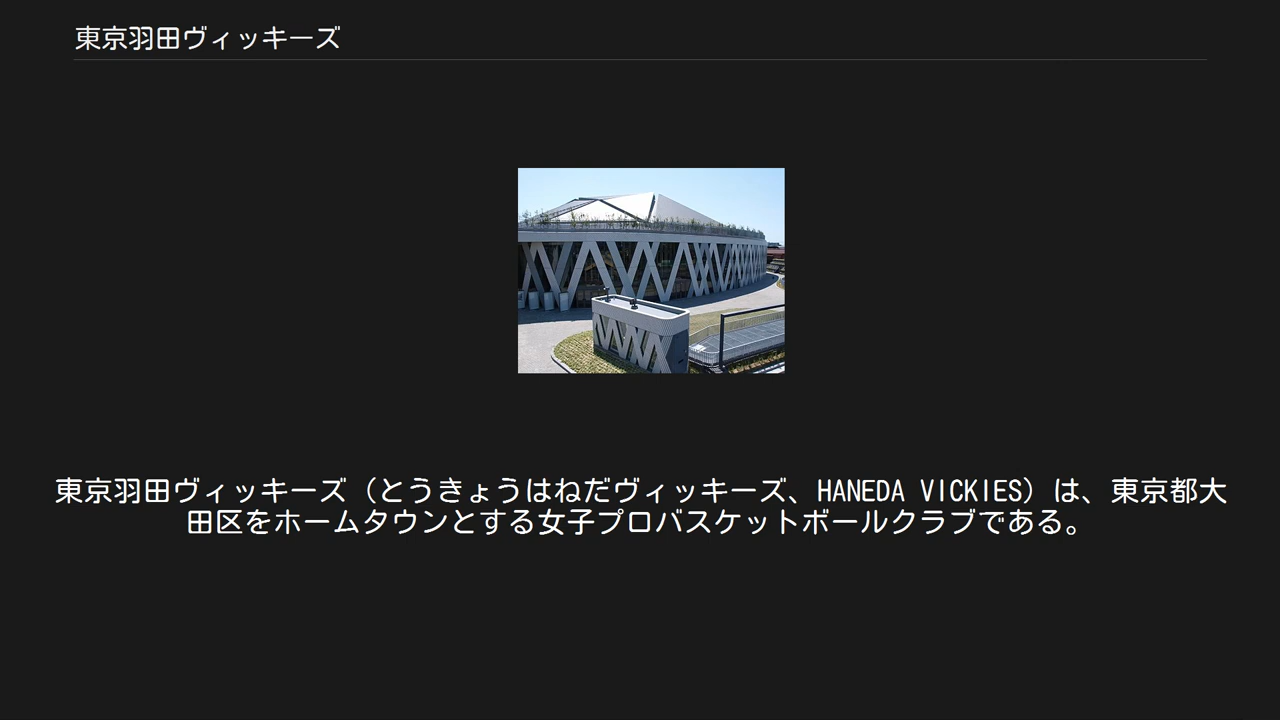 東京羽田ヴィッキーズ
東京羽田ヴィッキーズ（とうきょうはねだヴィッキーズ、HANEDA VICKIES）は、東京都大
田区をホームタウンとする女子プロバスケットボールクラブである。